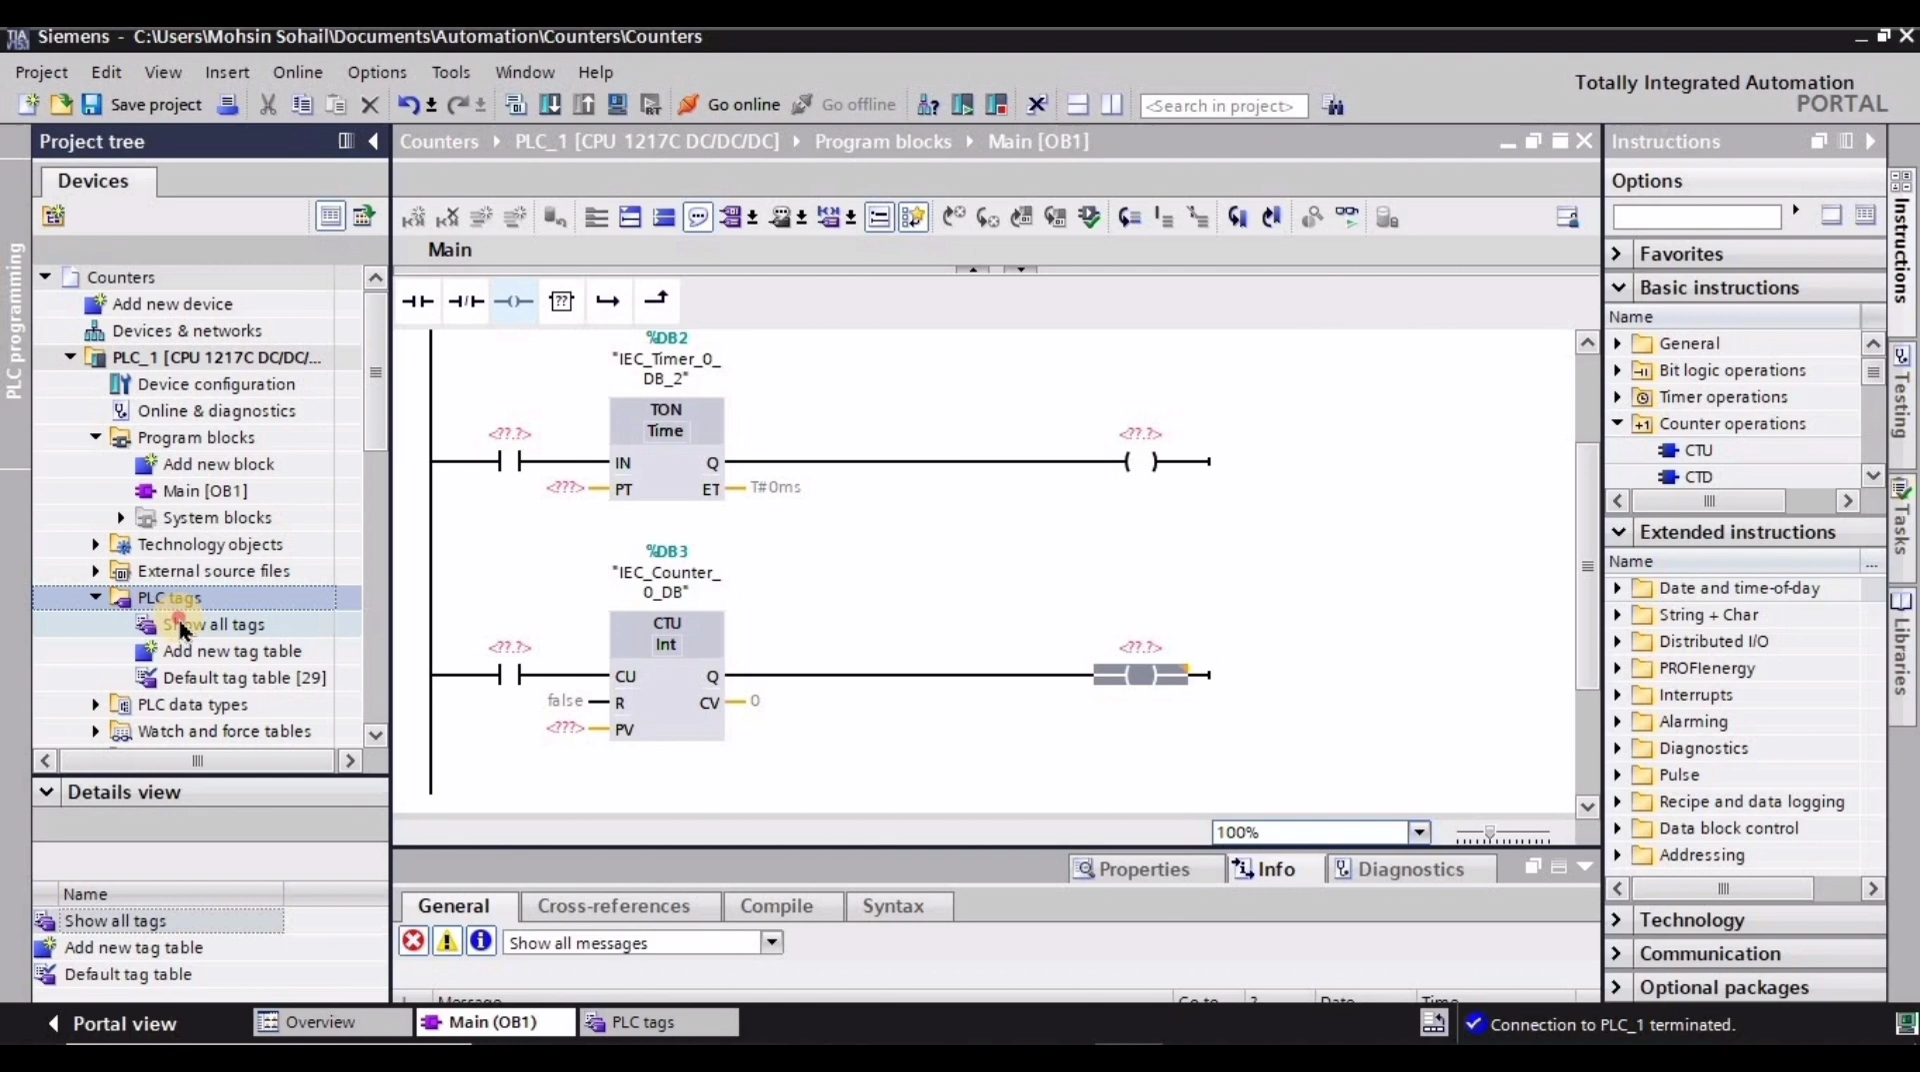 Siemens - C:\Users\Mohsin Sohail\Documents\Automation\Counters\Counters
Project Edit View Insert Online Options Tools Window Help
Totally Integrated Automation
PORTAL
Save project
Go online
Go offline
<Search in project>
Project tree
Counters PLC_1 [CPU 1217C DC/DC/DC] Program blocks Main [OB1]
Instructions
Devices
Options
Main
PLC programming
Counters
Add new device
Devices & networks
PLC_1 [CPU 1217C DC/DC/...
Device configuration
Online & diagnostics
Program blocks
Add new block
Main [OB1]
System blocks
Technology objects
External source files
PLC tags
Show all tags
Add new tag table
Default tag table [29]
PLC data types
Watch and force tables
Details view
Name
Show all tags
Add new tag table
Default tag table
??
%DB2
"IEC_Timer_0_
DB_2"
TON
Time
<??.?>
<??.?>
IN Q
<???> PT ET T#0ms
%DB3
"IEC_Counter_
0_DB"
CTU
Int
<??.?>
<??.?>
CU Q
false R CV 0
<???> PV
100%
Properties Info Diagnostics
General Cross-references Compile Syntax
Show all messages
Message Go to ? Date Time
Favorites
Basic instructions
Name
General
Bit logic operations
Timer operations
Counter operations
CTU
CTD
Extended instructions
Name ...
Date and time-of-day
String + Char
Distributed I/O
PROFIenergy
Interrupts
Alarming
Diagnostics
Pulse
Recipe and data logging
Data block control
Addressing
Technology
Communication
Optional packages
Instructions
Testing
Tasks
Libraries
Portal view
Overview
Main (OB1)
PLC tags
Connection to PLC_1 terminated.